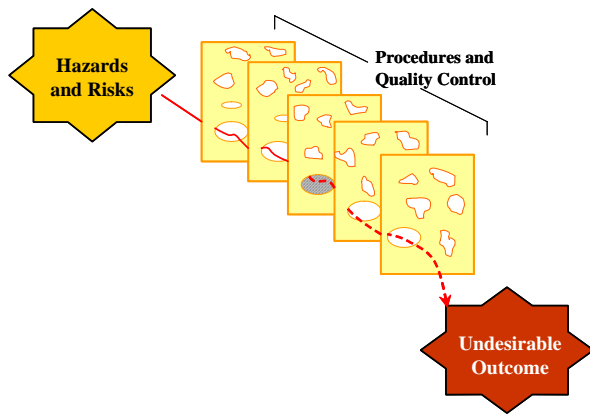 Hazards
and Risks
Procedures and
Quality Control
Undesirable
Outcome